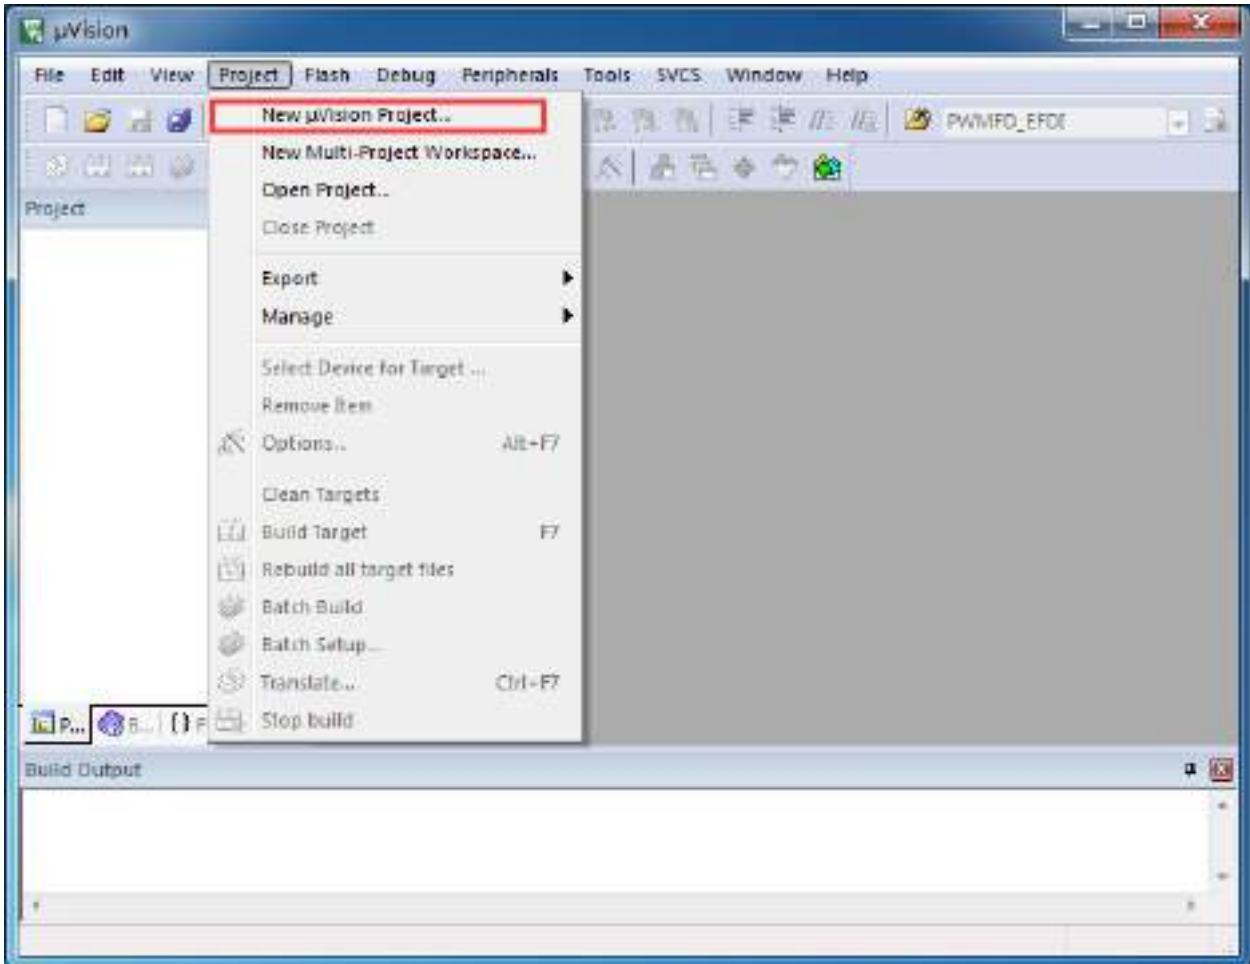 µVision
File Edit View Project Flash Debug Peripherals Tools SVCS Window Help
New µVision Project...
New Multi-Project Workspace...
Open Project...
Close Project
Export
Manage
Select Device for Target ...
Remove Item
Options... Alt+F7
Clean Targets
Build Target F7
Rebuild all target files
Batch Build
Batch Setup...
Translate... Ctrl+F7
Stop build
Project
P... B... F
Build Output